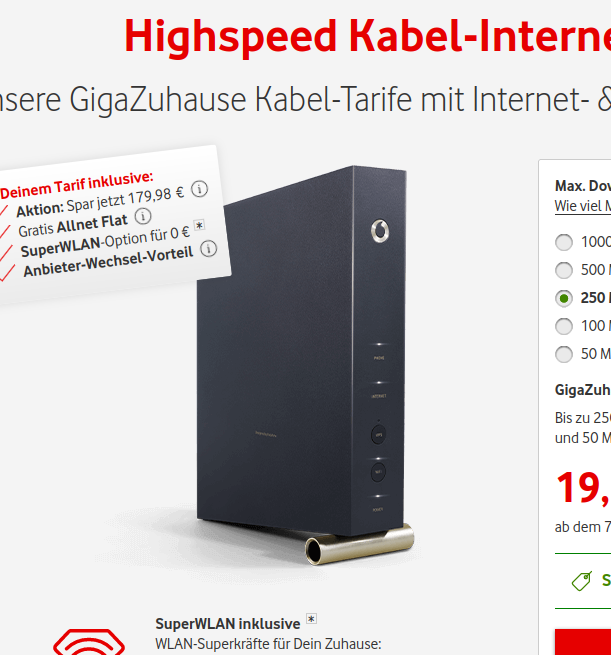 Highspeed Kabel-Interne
nsere GigaZuhause Kabel-Tarife mit Internet- &
Deinem Tarif inklusive:
Aktion: Spar jetzt 179,98 €
Gratis Allnet Flat
SuperWLAN-Option für 0 € *
Anbieter-Wechsel-Vorteil
PHONE
INTERNET
WPS
WIFI
POWER
Max. Dow
Wie viel M
1000
500 M
250 M
100 M
50 M
GigaZuh
Bis zu 250
und 50 M
19,
ab dem 7
S
SuperWLAN inklusive *
WLAN-Superkräfte für Dein Zuhause: